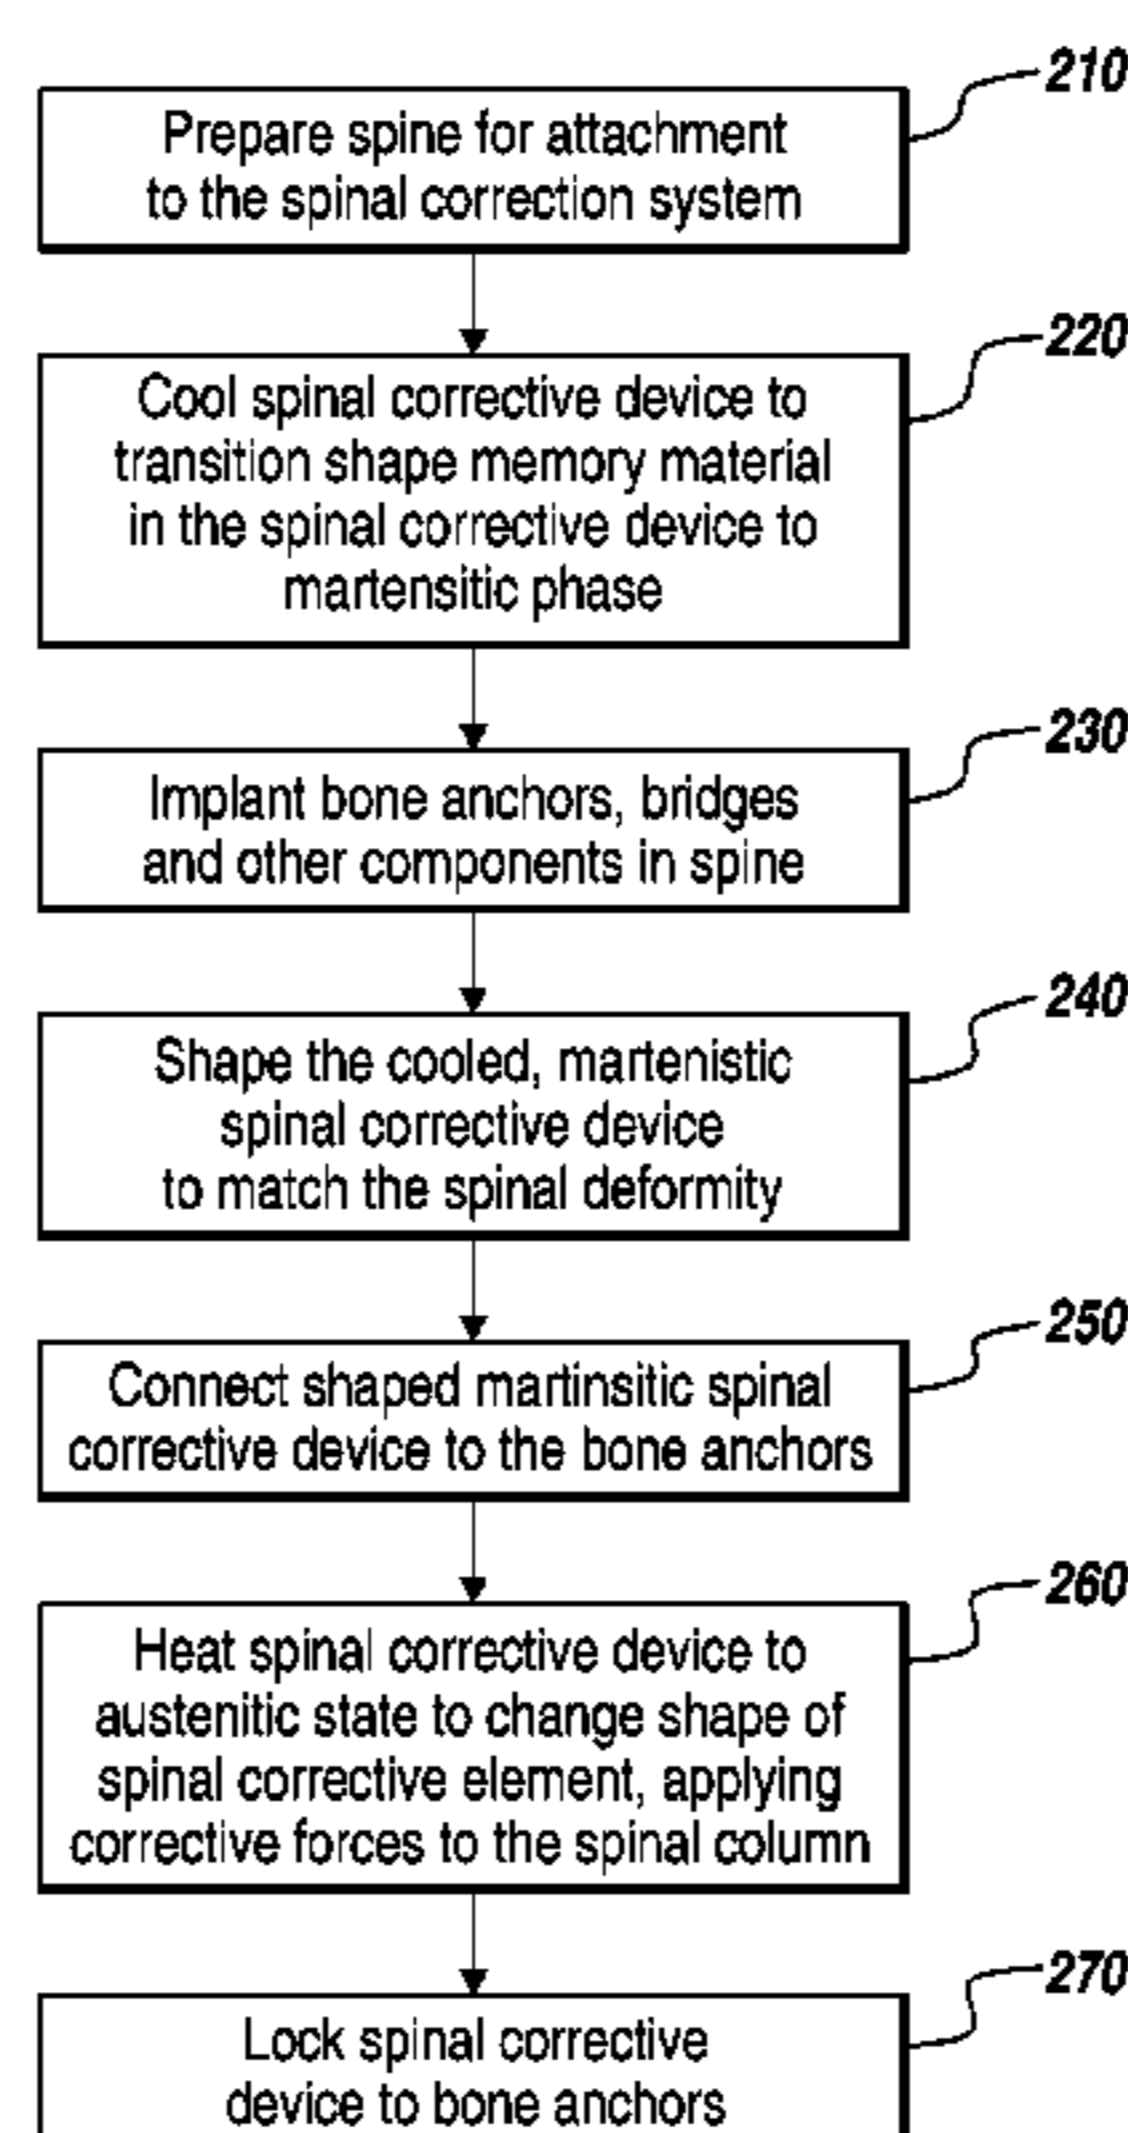 210
Prepare spine for attachment
to the spinal correction system
220
Cool spinal corrective device to
transition shape memory material
in the spinal corrective device to
martensitic phase
230
Implant bone anchors, bridges
and other components in spine
240
Shape the cooled, martenistic
spinal corrective device
to match the spinal deformity
250
Connect shaped martinsitic spinal
corrective device to the bone anchors
260
Heat spinal corrective device to
austenitic state to change shape of
spinal corrective element, applying
corrective forces to the spinal column
270
Lock spinal corrective
device to bone anchors